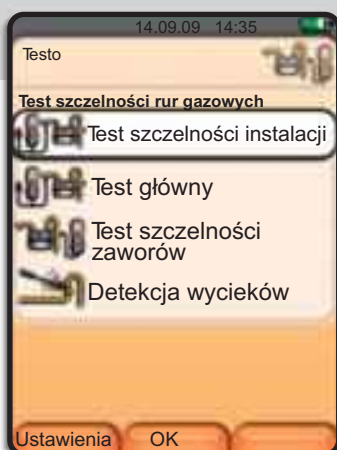 14.09.09 14:35
Testo
Test szczelności rur gazowych
Test szczelności instalacji
Test główny
Test szczelności
zaworów
Detekcja wycieków
Ustawienia OK